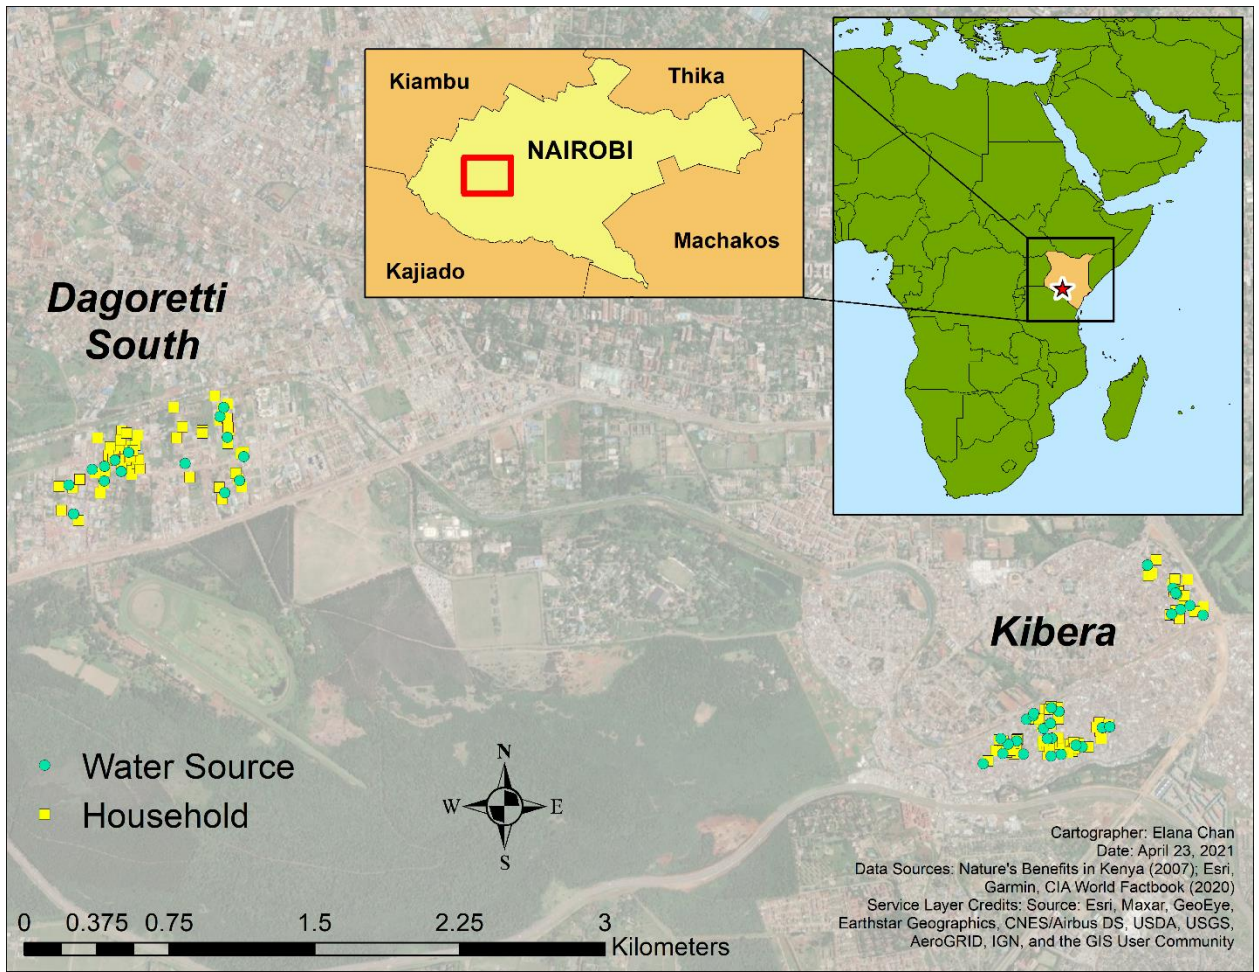 Kiambu
Thika
NAIROBI
Machakos
Kajiado
Dagoretti
South
Kibera
Water Source
Household
N
W
E
S
Cartographer: Elana Chan
Date: April 23, 2021
Data Sources: Nature's Benefits in Kenya (2007); Esri,
Garmin, CIA World Factbook (2020)
Service Layer Credits: Source: Esri, Maxar, GeoEye,
Earthstar Geographics, CNES/Airbus DS, USDA, USGS,
AeroGRID, IGN, and the GIS User Community
0 0.375 0.75 1.5 2.25 3
Kilometers